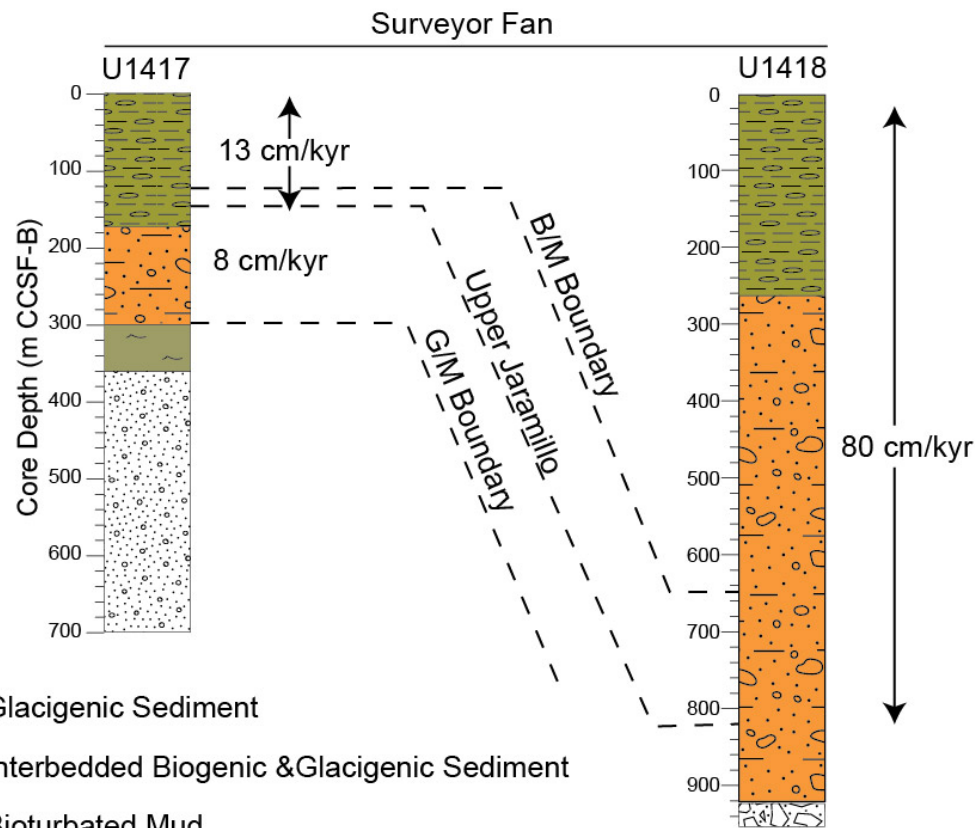 Surveyor Fan
U1417
U1418
Core Depth (m CCSF-B)
0
100
200
300
400
500
600
700
13 cm/kyr
8 cm/kyr
B/M Boundary
Upper Jaramillo
G/M Boundary
0
100
200
300
400
500
600
700
800
900
80 cm/kyr
Glacigenic Sediment
nterbedded Biogenic &Glacigenic Sediment
Bioturbated Mud